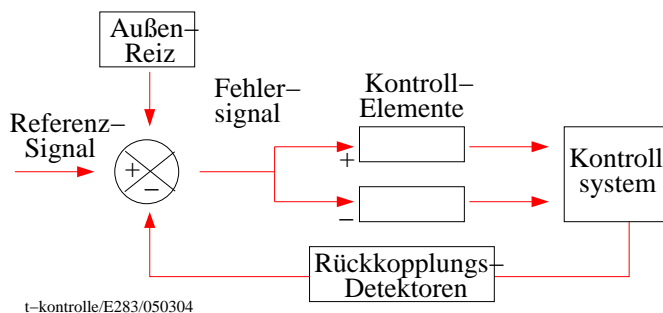 Außen−
Reiz
Fehler−
signal
Kontroll−
Elemente
Referenz−
Signal
+
−
+
−
Kontroll
system
Rückkopplungs−
Detektoren
t−kontrolle/E283/050304